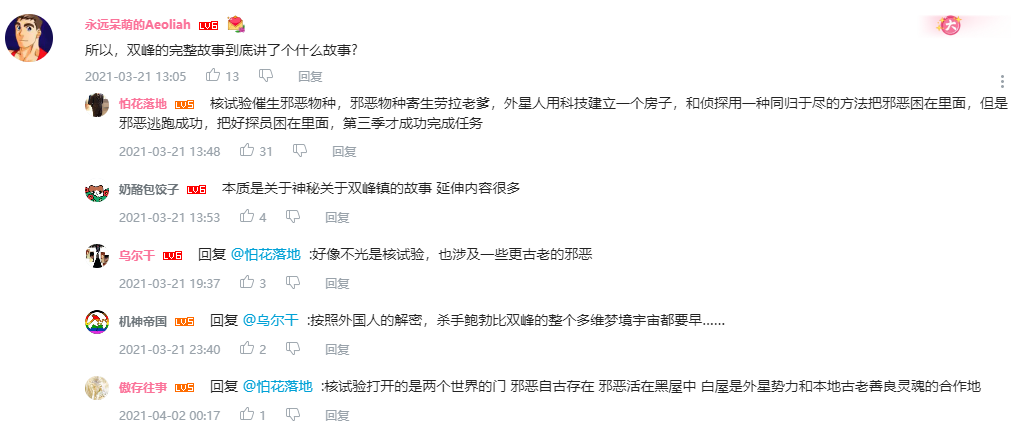 永远呆萌的Aeoliah LV6
大
所以，双峰的完整故事到底讲了个什么故事?
2021-03-21 13:05 13 回复
怕花落地 LV5 核试验催生邪恶物种，邪恶物种寄生劳拉老爹，外星人用科技建立一个房子，和侦探用一种同归于尽的方法把邪恶困在里面，但是
邪恶逃跑成功，把好探员困在里面，第三季才成功完成任务
2021-03-21 13:48 31 回复
奶酪包饺子 LV6 本质是关于神秘关于双峰镇的故事 延伸内容很多
2021-03-21 13:53 4 回复
乌尔干 LV6 回复 @怕花落地 :好像不光是核试验，也涉及一些更古老的邪恶
2021-03-21 19:37 3 回复
机神帝国 LV5 回复 @乌尔干 :按照外国人的解密，杀手鲍勃比双峰的整个多维梦境宇宙都要早......
2021-03-21 23:40 2 回复
傲存往事 LV5 回复 @怕花落地 :核试验打开的是两个世界的门 邪恶自古存在 邪恶活在黑屋中 白屋是外星势力和本地古老善良灵魂的合作地
2021-04-02 00:17 1 回复